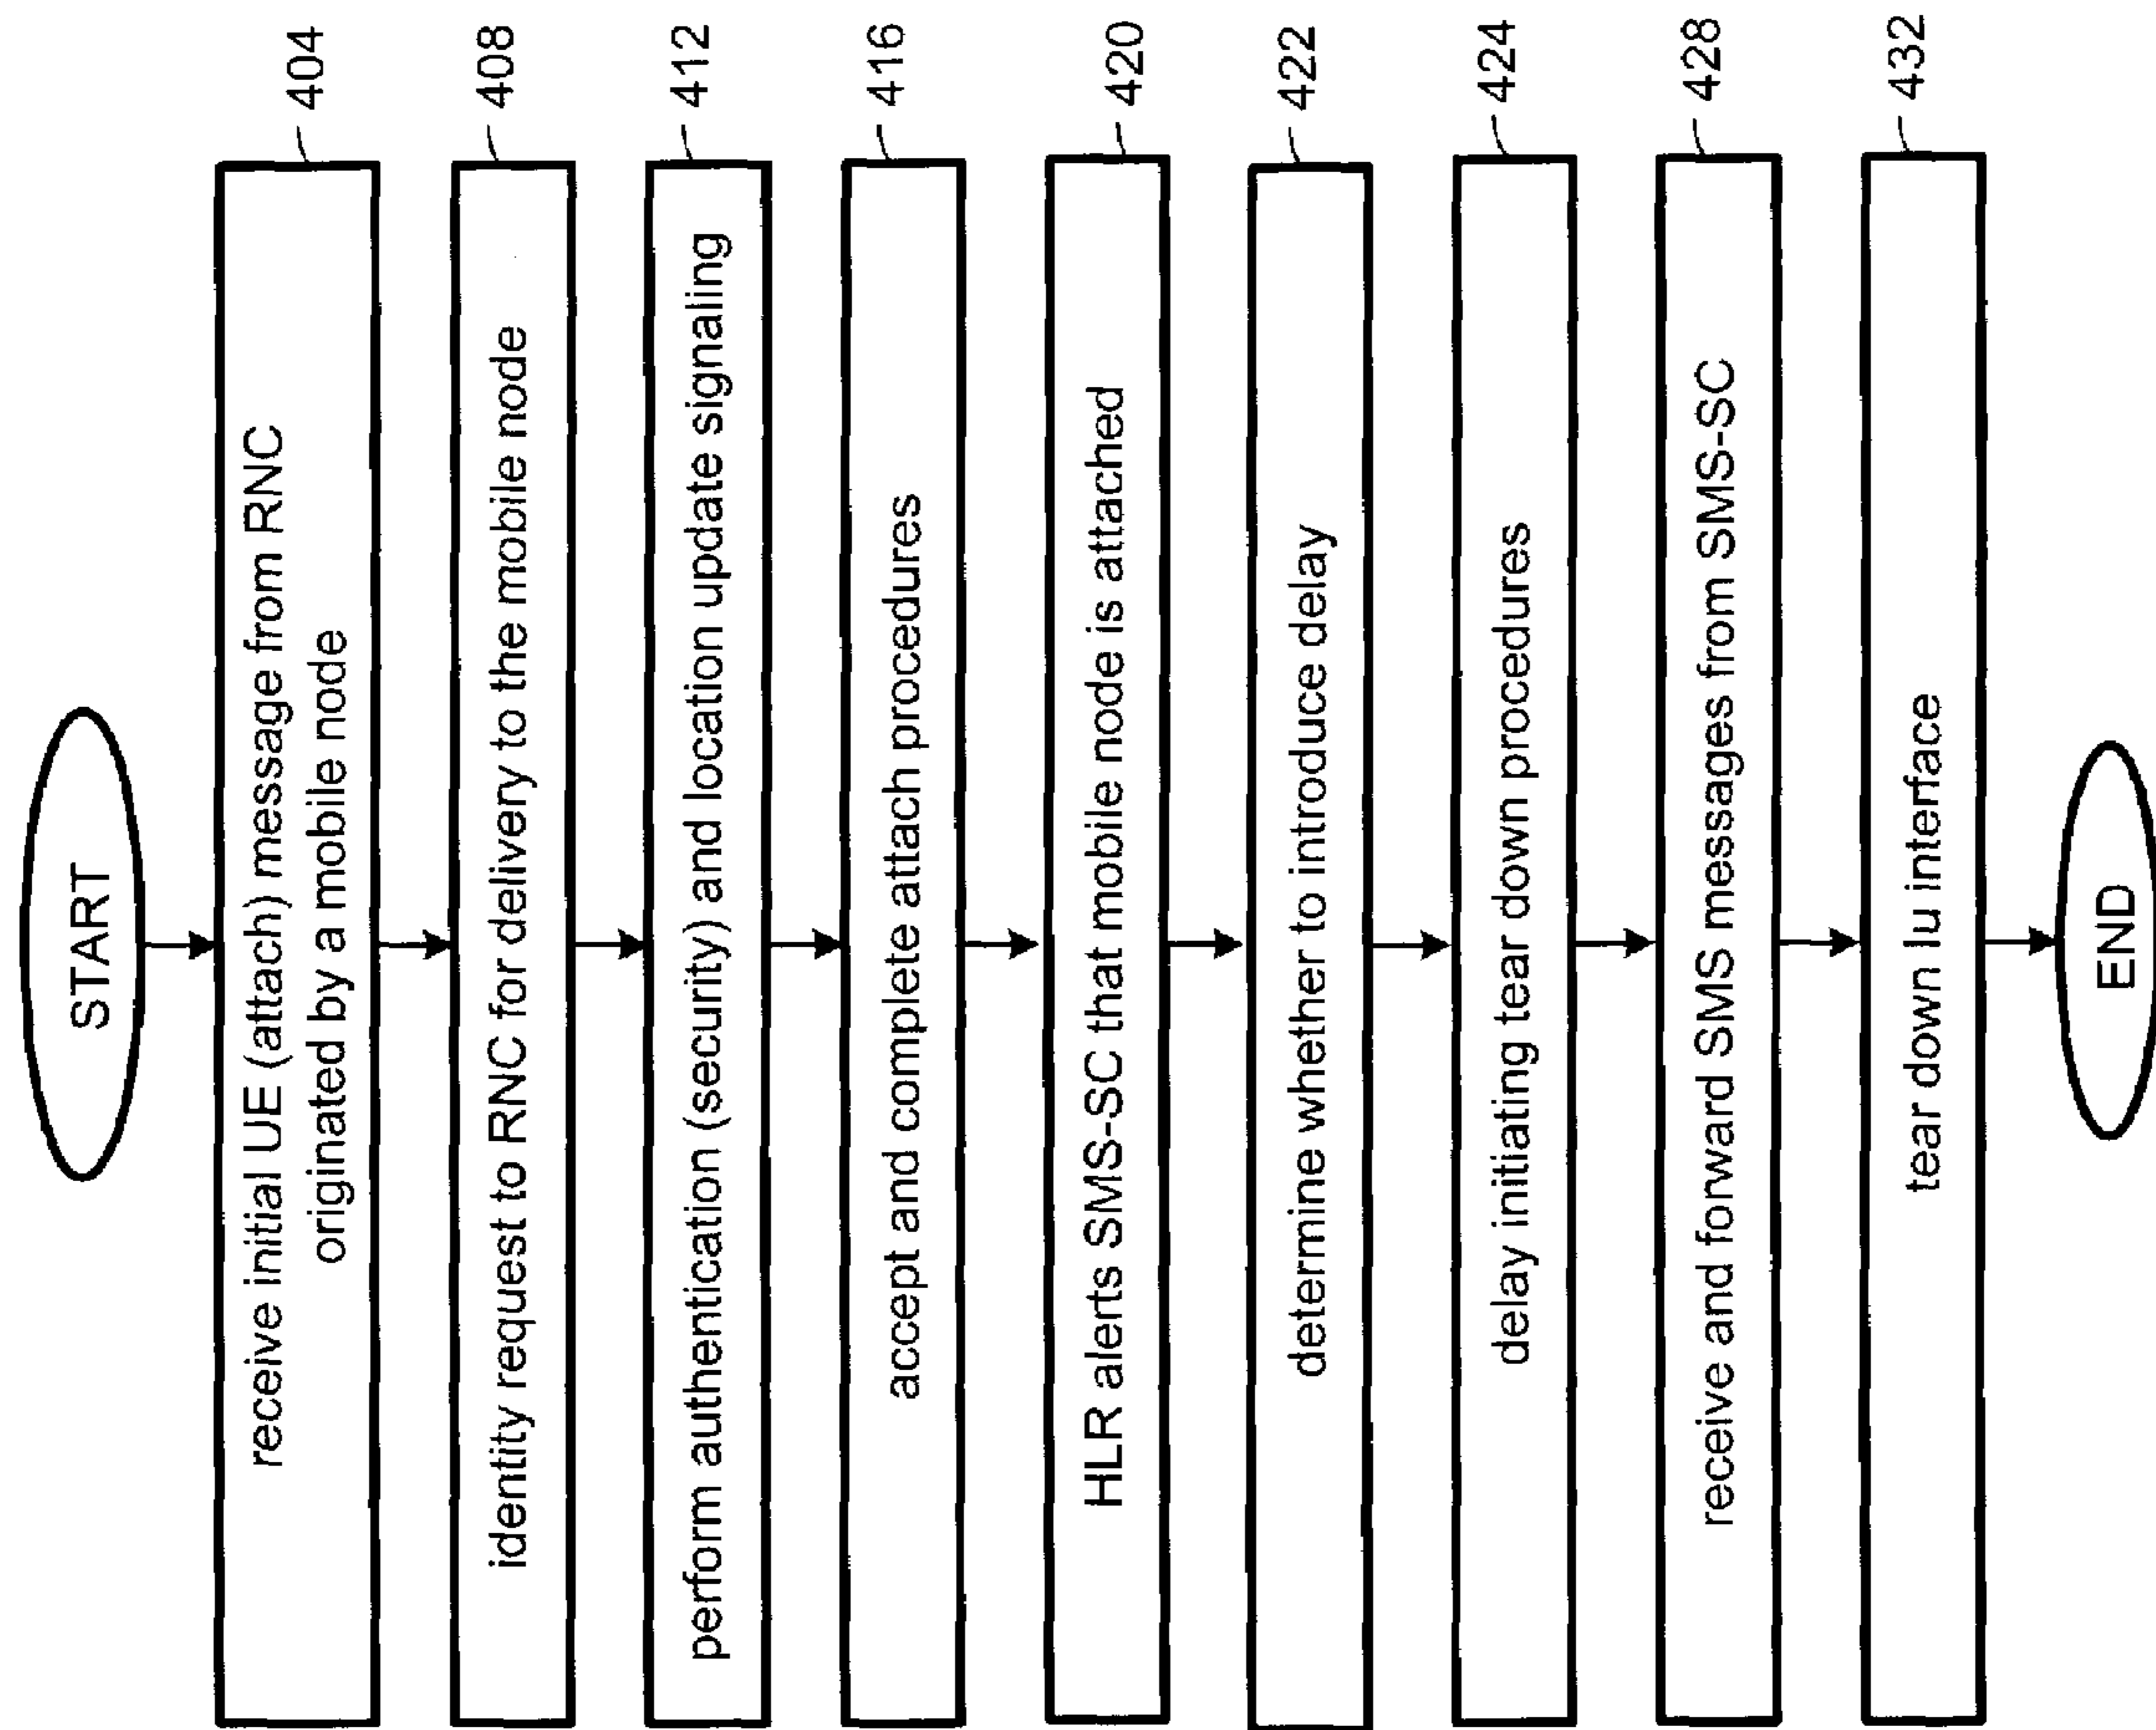 START
receive initial UE (attach) message from RNC
originated by a mobile node
404
identity request to RNC for delivery to the mobile node
408
perform authentication (security) and location update signaling
412
accept and complete attach procedures
416
HLR alerts SMS-SC that mobile node is attached
420
determine whether to introduce delay
422
delay initiating tear down procedures
424
receive and forward SMS messages from SMS-SC
428
tear down Iu interface
432
END